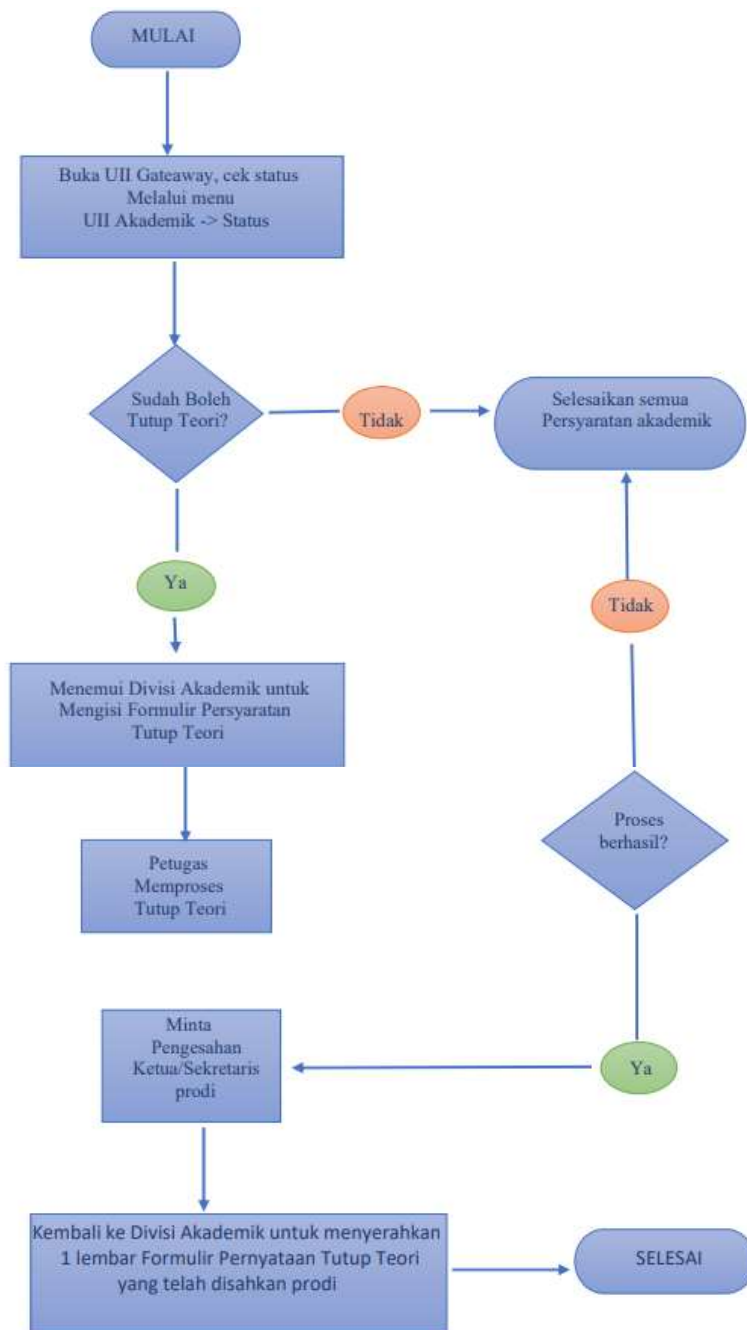 MULAI
Buka UII Gateaway, cek status
Melalui menu
UII Akademik -> Status
Sudah Boleh
Tutup Teori?
Tidak
Selesaikan semua
Persyaratan akademik
Ya
Tidak
Menemui Divisi Akademik untuk
Mengisi Formulir Persyaratan
Tutup Teori
Proses
berhasil?
Petugas
Memproses
Tutup Teori
Minta
Pengesahan
Ketua/Sekretaris
prodi
Ya
Kembali ke Divisi Akademik untuk menyerahkan
1 lembar Formulir Pernyataan Tutup Teori
yang telah disahkan prodi
SELESAI